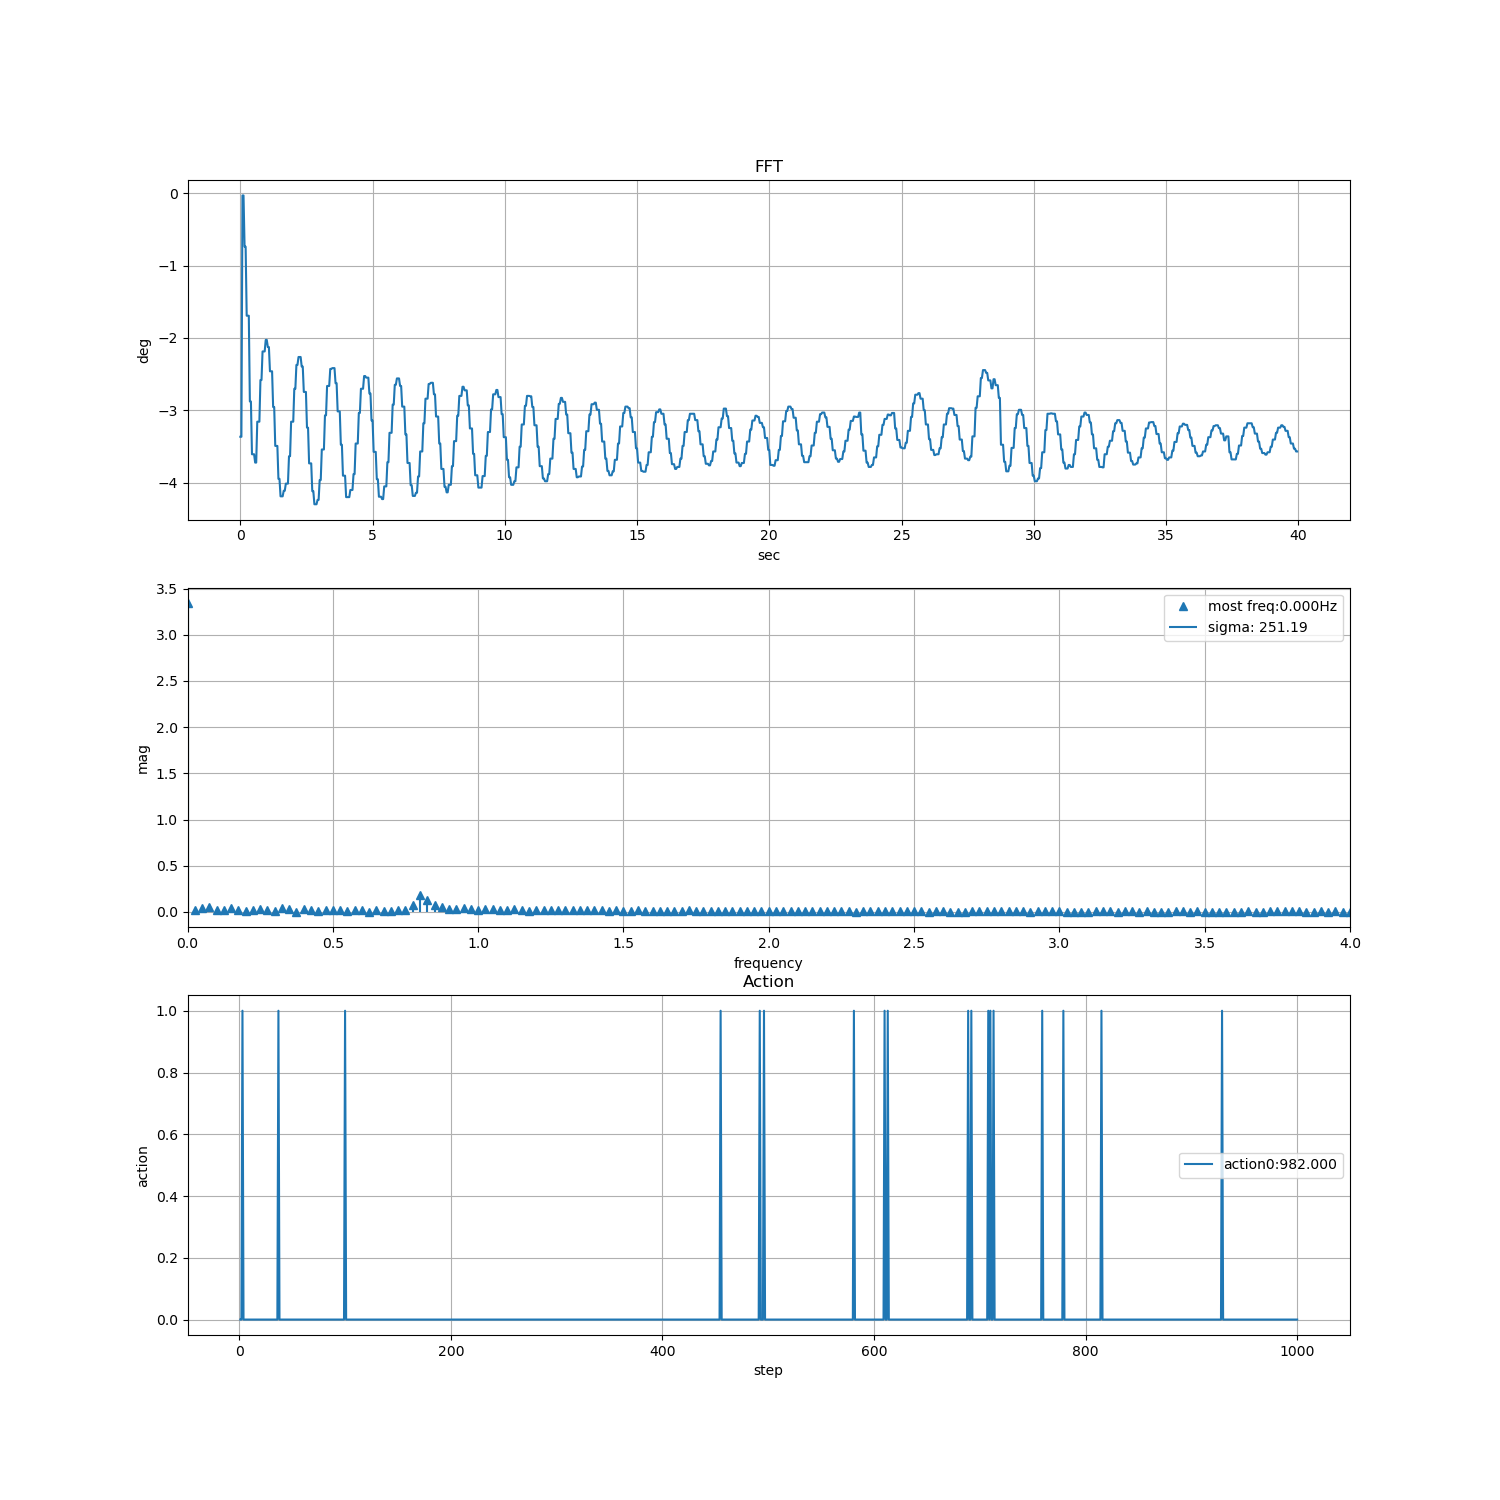 FFT
0
−1
−2
−3
−4
deg
0 5 10 15 20 25 30 35 40
sec
3.5
3.0
2.5
2.0
1.5
1.0
0.5
0.0
mag
most freq:0.000Hz
sigma: 251.19
0.0 0.5 1.0 1.5 2.0 2.5 3.0 3.5 4.0
frequency
Action
1.0
0.8
0.6
0.4
0.2
0.0
action
action0:982.000
0 200 400 600 800 1000
step